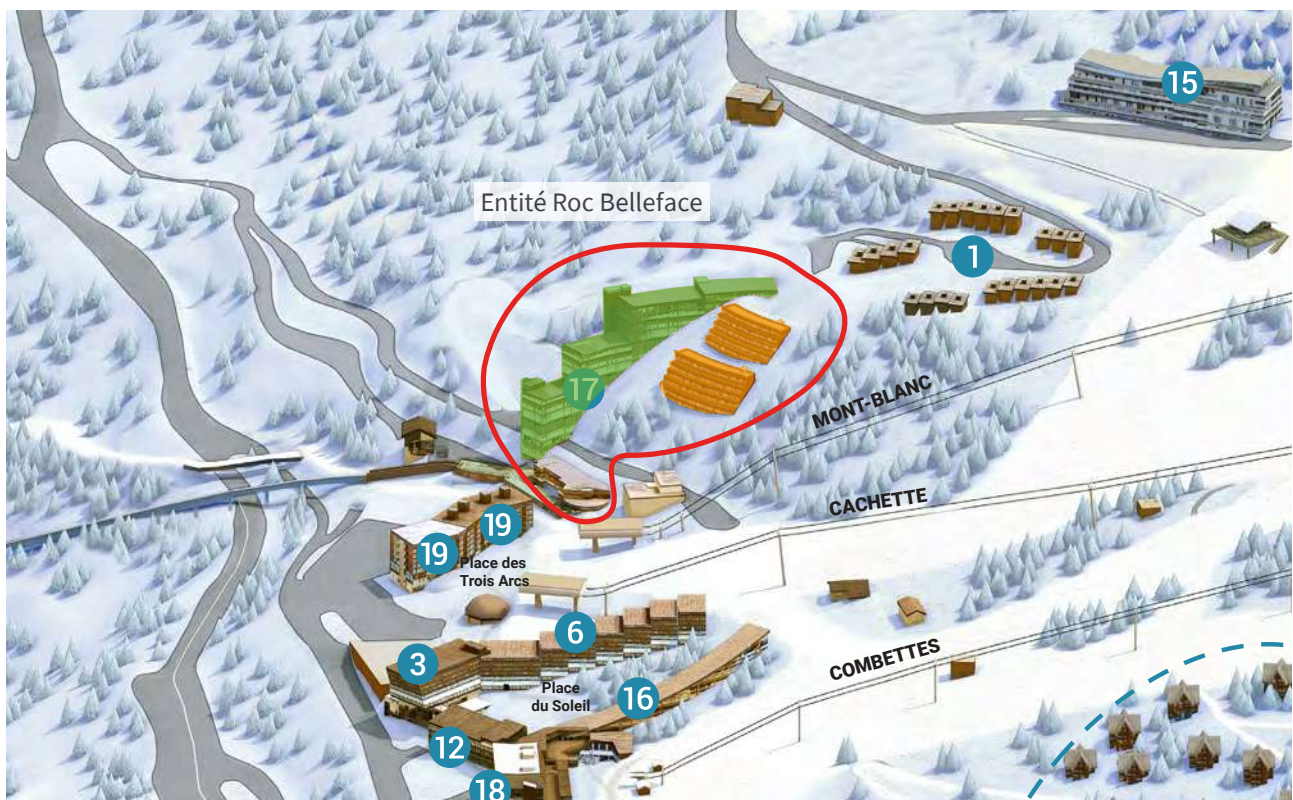 15
Entité Roc Belleface
1
17
MONT-BLANC
CACHETTE
19
19
Place des
Trois Arcs
6
3
COMBETTES
Place
du Soleil
16
12
18